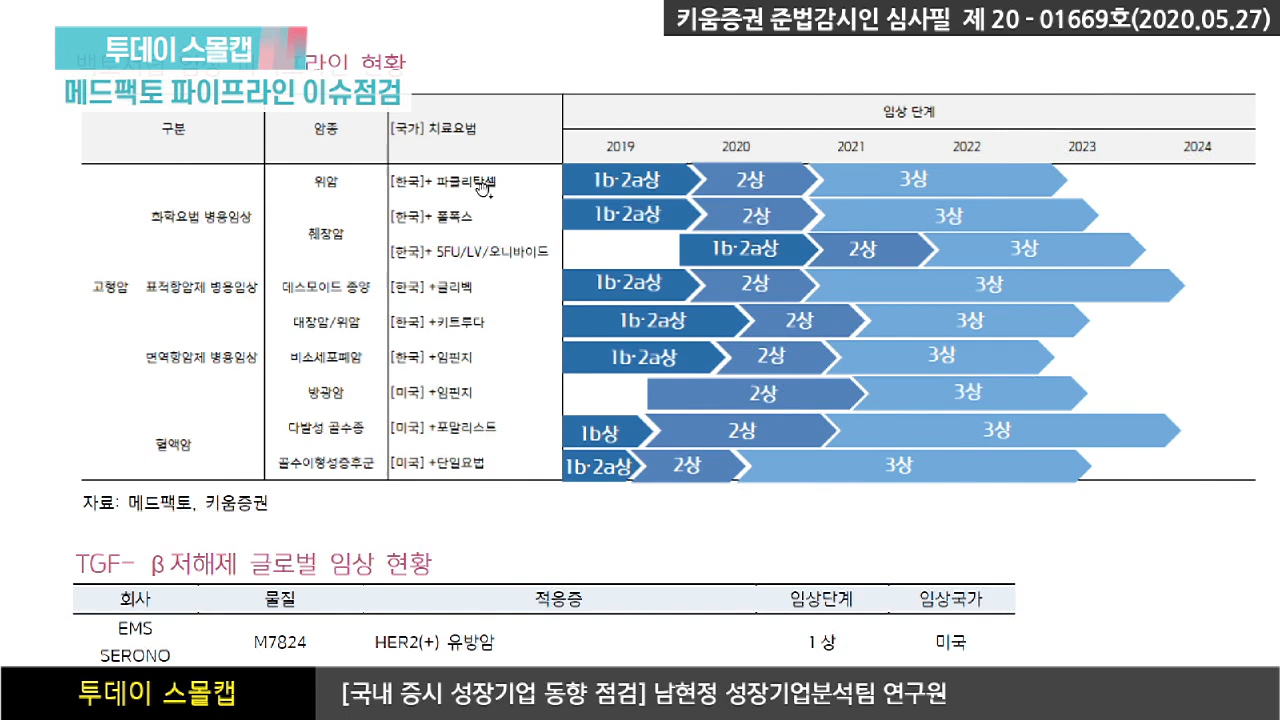 키움증권 준법감시인 심사필 제 20 - 01669호(2020.05.27)
투데이 스몰캡
라인 현황
메드팩토 파이프라인 이슈점검
구분 암종 [국가] 치료요법 임상 단계
2019 2020 2021 2022 2023 2024
위암 [한국]+ 파클리탁셀 1b·2a상 2상 3상
화학요법 병용임상 췌장암 [한국]+ 폴폭스 1b·2a상 2상 3상
[한국]+ 5FU/LV/오니바이드 1b·2a상 2상 3상
고형암 표적항암제 병용임상 데스모이드 종양 [한국] +글리벡 1b·2a상 2상 3상
대장암/위암 [한국] +키트루다 1b·2a상 2상 3상
면역항암제 병용임상 비소세포폐암 [한국] +임핀지 1b·2a상 2상 3상
방광암 [미국] +임핀지 2상 3상
혈액암 다발성 골수종 [미국] +포말리스트 1b상 2상 3상
골수이형성증후군 [미국] +단일요법 1b·2a상 2상 3상
자료: 메드팩토, 키움증권
TGF- β저해제 글로벌 임상 현황
회사 물질 적응증 임상단계 임상국가
EMS
SERONO M7824 HER2(+) 유방암 1 상 미국
투데이 스몰캡 [국내 증시 성장기업 동향 점검] 남현정 성장기업분석팀 연구원